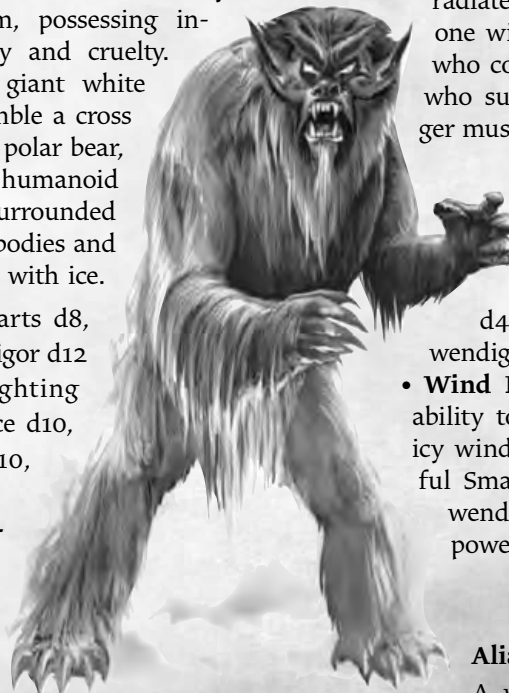 m, possessing in-
y and cruelty.
giant white
mble a cross
polar bear,
humanoid
urrounded
bodies and
with ice.
arts d8,
igor d12
ghting
ce d10,
10,
radiate
one wi
who co
who su
ger mus
d4
wendig
• Wind
ability to
icy wind
ful Sma
wend
powe
Alia